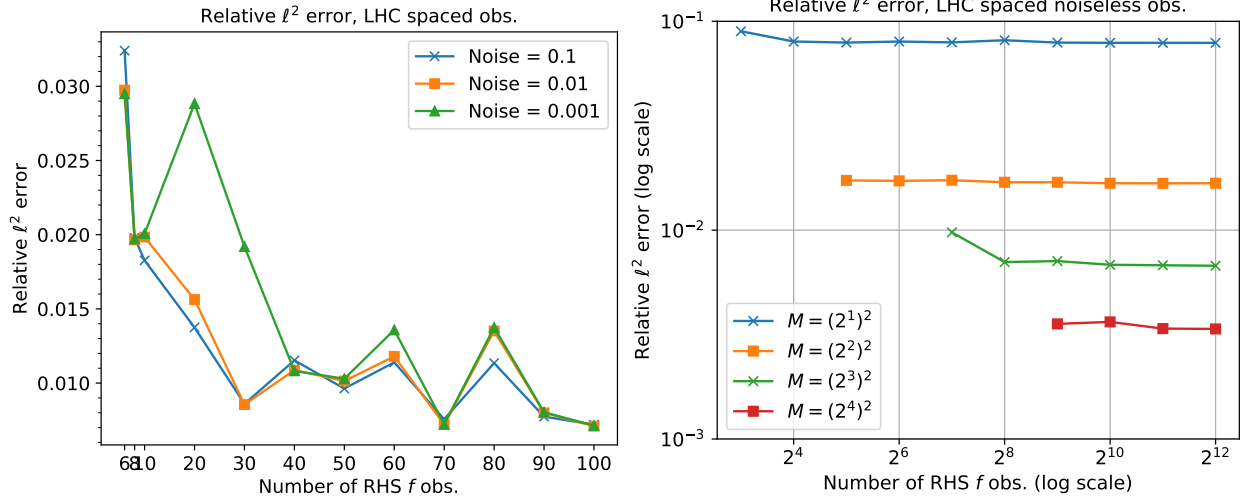 Relative ℓ² error, LHC spaced obs.
Relative ℓ² error
0.030
0.025
0.020
0.015
0.010
Noise = 0.1
Noise = 0.01
Noise = 0.001
6 8 10 20 30 40 50 60 70 80 90 100
Number of RHS f obs.
Relative ℓ² error, LHC spaced noiseless obs.
Relative ℓ² error (log scale)
10⁻¹
10⁻²
10⁻³
M = (2¹)²
M = (2²)²
M = (2³)²
M = (2⁴)²
2⁴ 2⁶ 2⁸ 2¹⁰ 2¹²
Number of RHS f obs. (log scale)